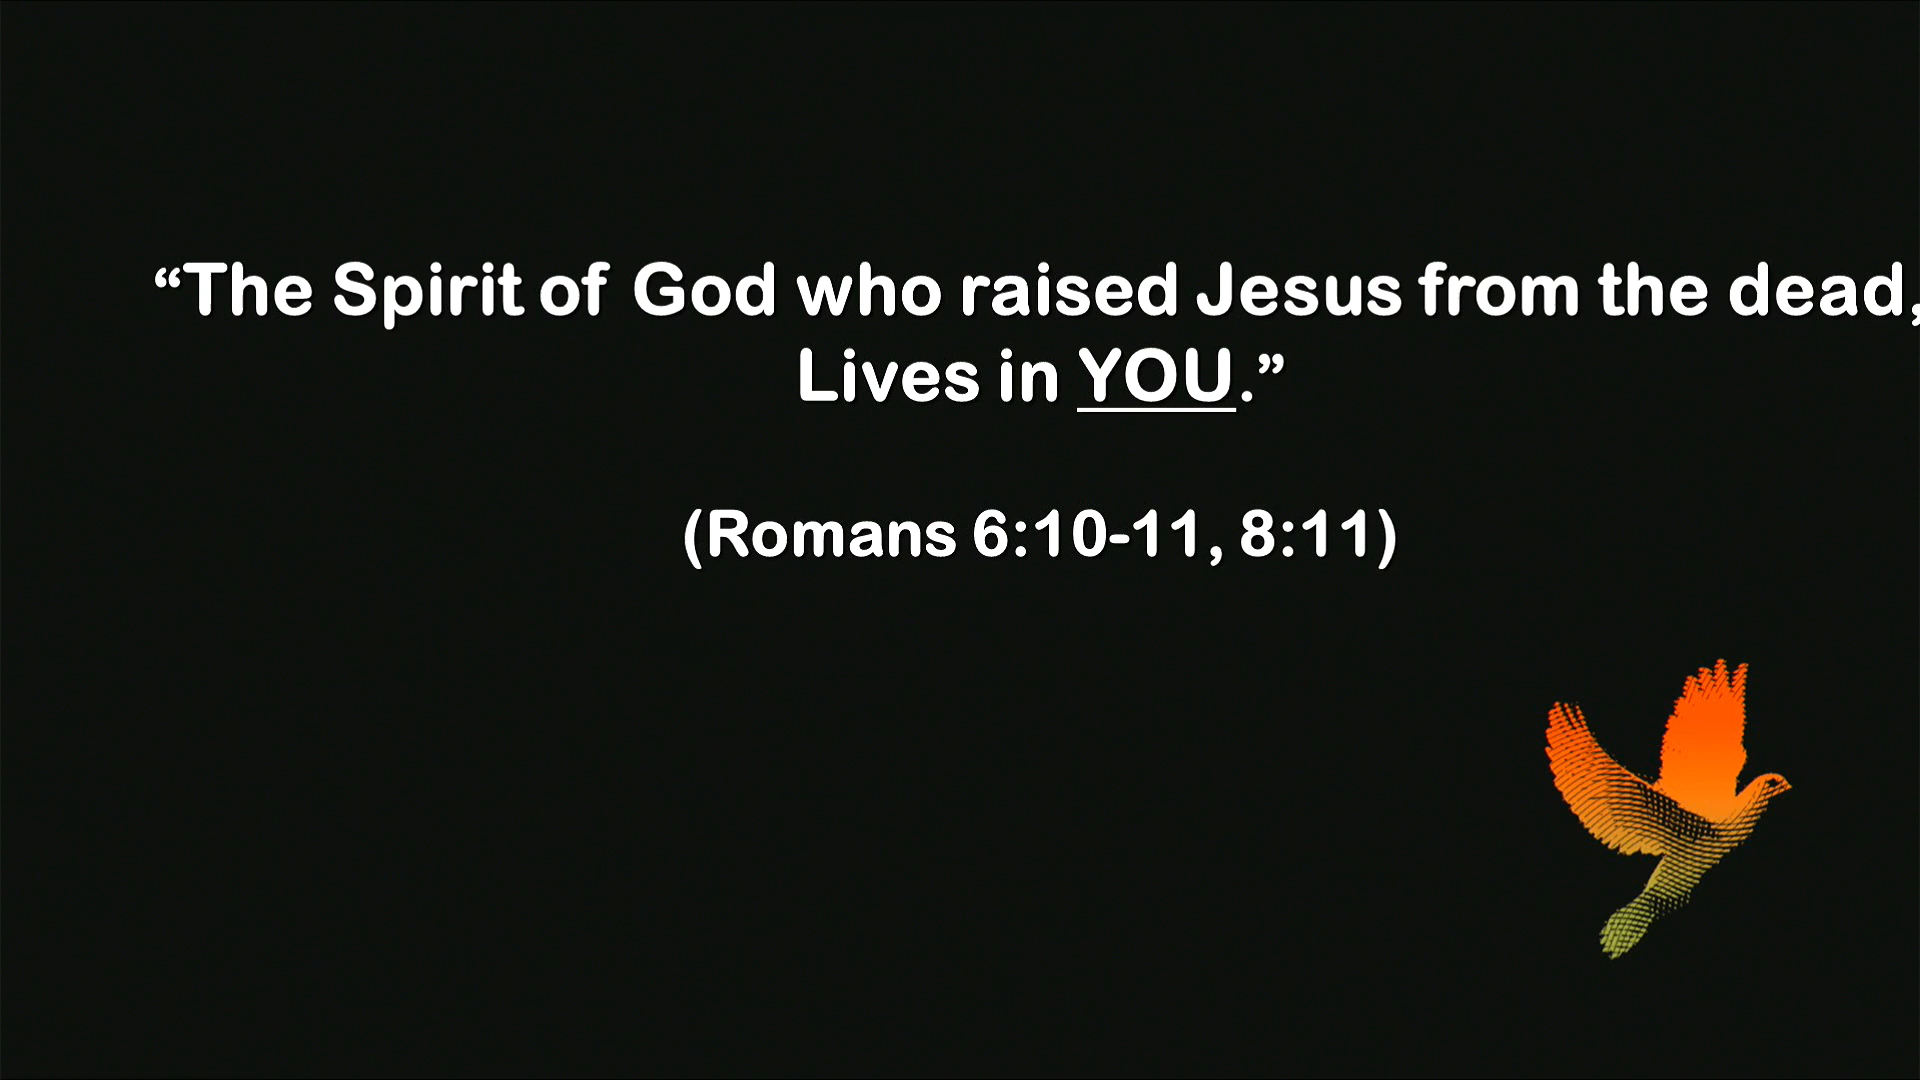 “The Spirit of God who raised Jesus from the dead,
Lives in YOU.”
(Romans 6:10-11, 8:11)